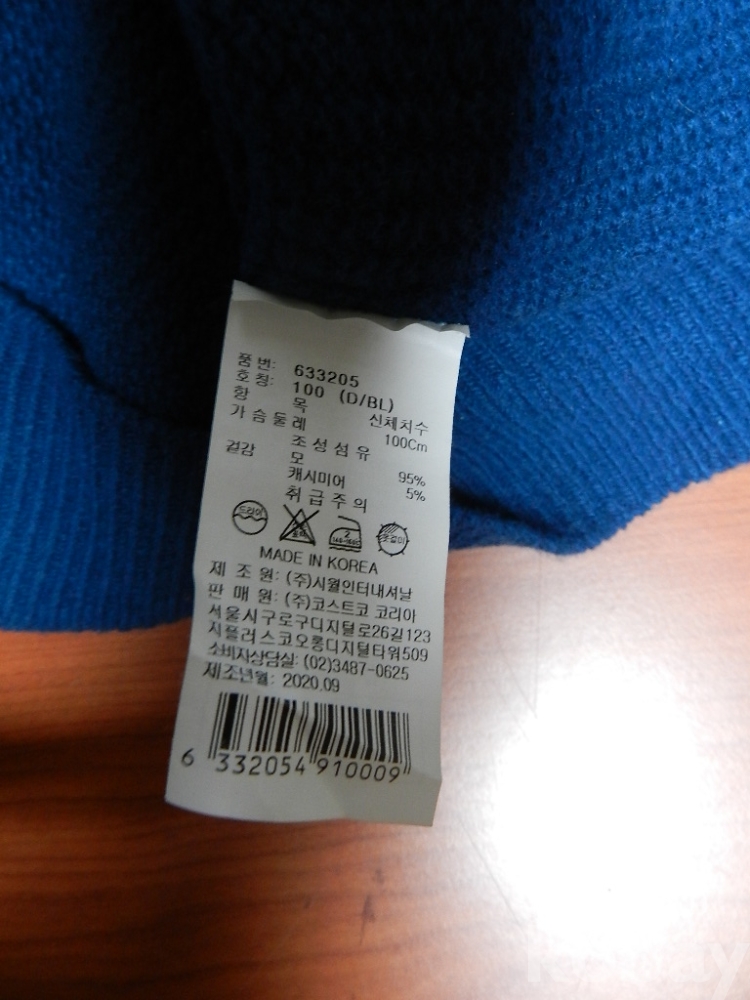 품 번: 633205
호 칭: 100 (D/BL)
항 목 신체치수
가 슴 둘 레 100Cm
조 성 섬 유
겉감 모 95%
캐시미어 5%
취 급 주 의
드라이 2 옷걸이
MADE IN KOREA
제 조 원: (주)시월인터내셔날
판 매 원: (주)코스트코 코리아
서울시구로구디지털로26길123
지플러스코오롱디지털타워509
소비자상담실: (02)3487-0625
제조년월: 2020.09
6 332054 910009